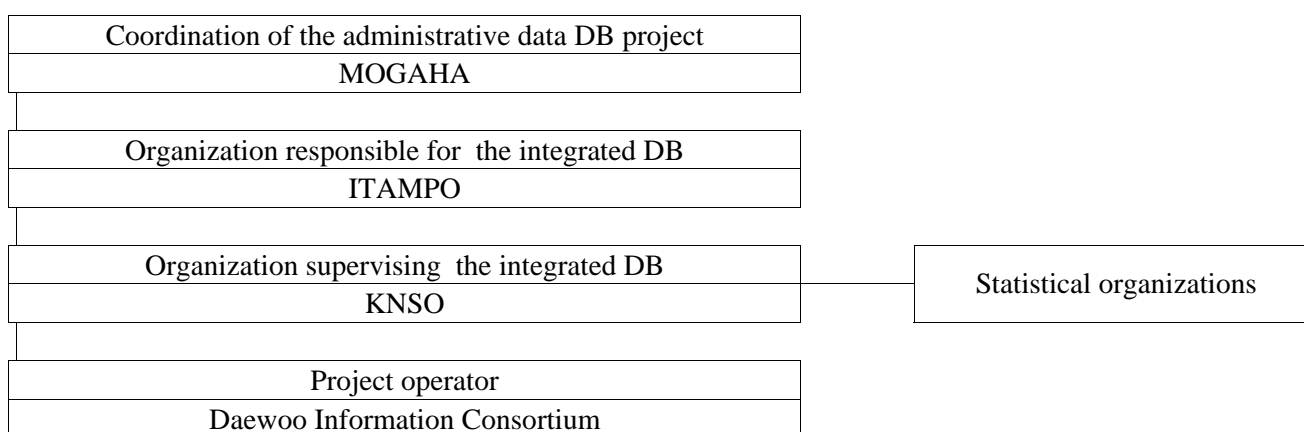 Coordination of the administrative data DB project
MOGAHA
Organization responsible for the integrated DB
ITAMPO
Organization supervising the integrated DB
KNSO
Statistical organizations
Project operator
Daewoo Information Consortium